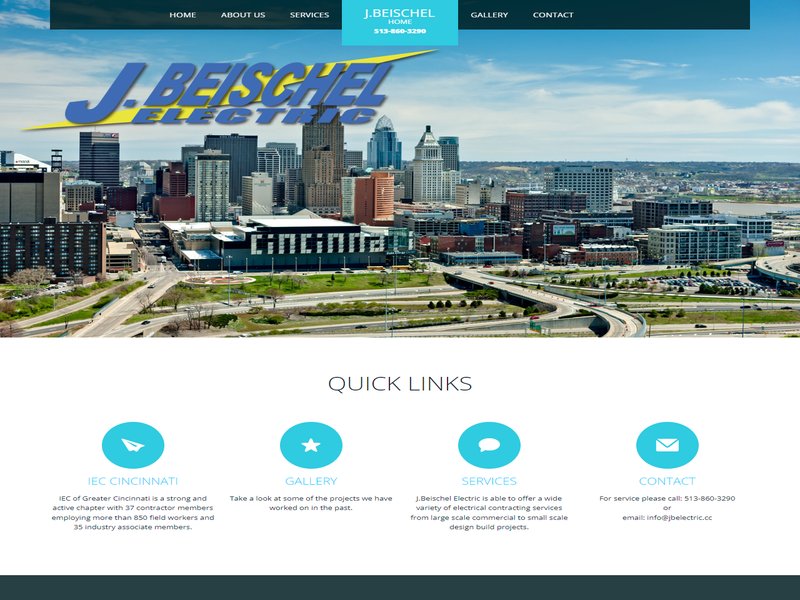 HOME
ABOUT US
SERVICES
J.BEISCHEL
HOME
513-860-3290
GALLERY
CONTACT
J. BEISCHEL
ELECTRIC
cincinna
QUICK LINKS
IEC CINCINNATI
IEC of Greater Cincinnati is a strong and
active chapter with 37 contractor members
employing more than 850 field workers and
35 industry associate members.
GALLERY
Take a look at some of the projects we have
worked on in the past.
SERVICES
J.Beischel Electric is able to offer a wide
variety of electrical contracting services
from large scale commercial to small scale
design build projects.
CONTACT
For service please call: 513-860-3290
or
email: info@jbelectric.cc